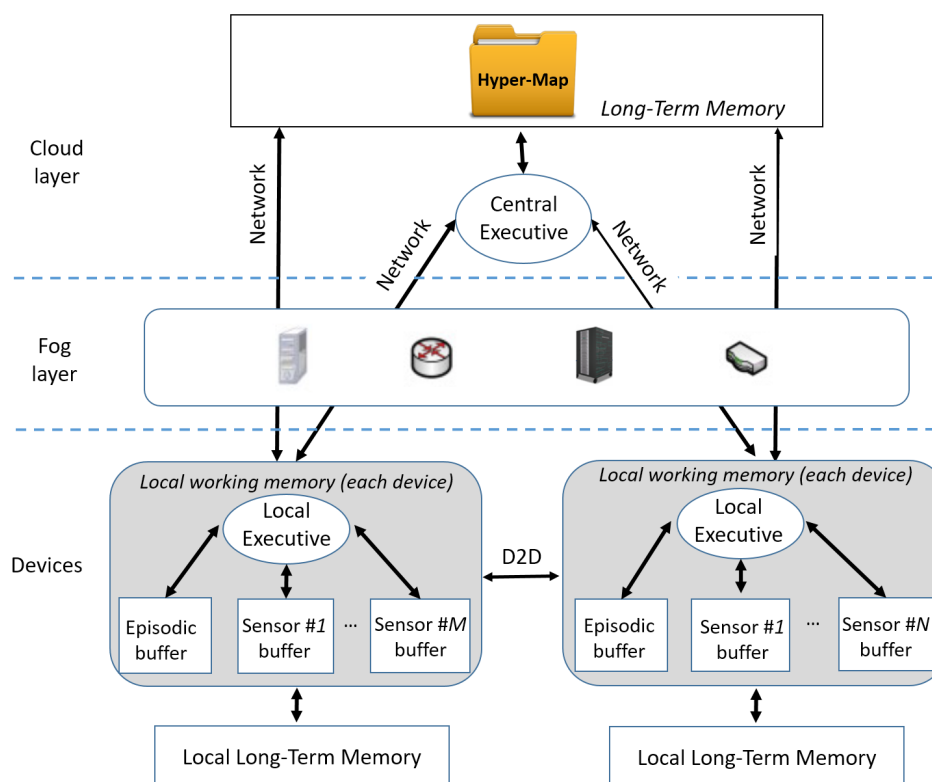 Hyper-Map
Long-Term Memory
Cloud
layer
Network
Network
Central
Executive
Network
Network
Fog
layer
Devices
Local working memory (each device)
Local
Executive
Episodic
buffer
Sensor #1
buffer
...
Sensor #M
buffer
D2D
Local working memory (each device)
Local
Executive
Episodic
buffer
Sensor #1
buffer
...
Sensor #N
buffer
Local Long-Term Memory
Local Long-Term Memory